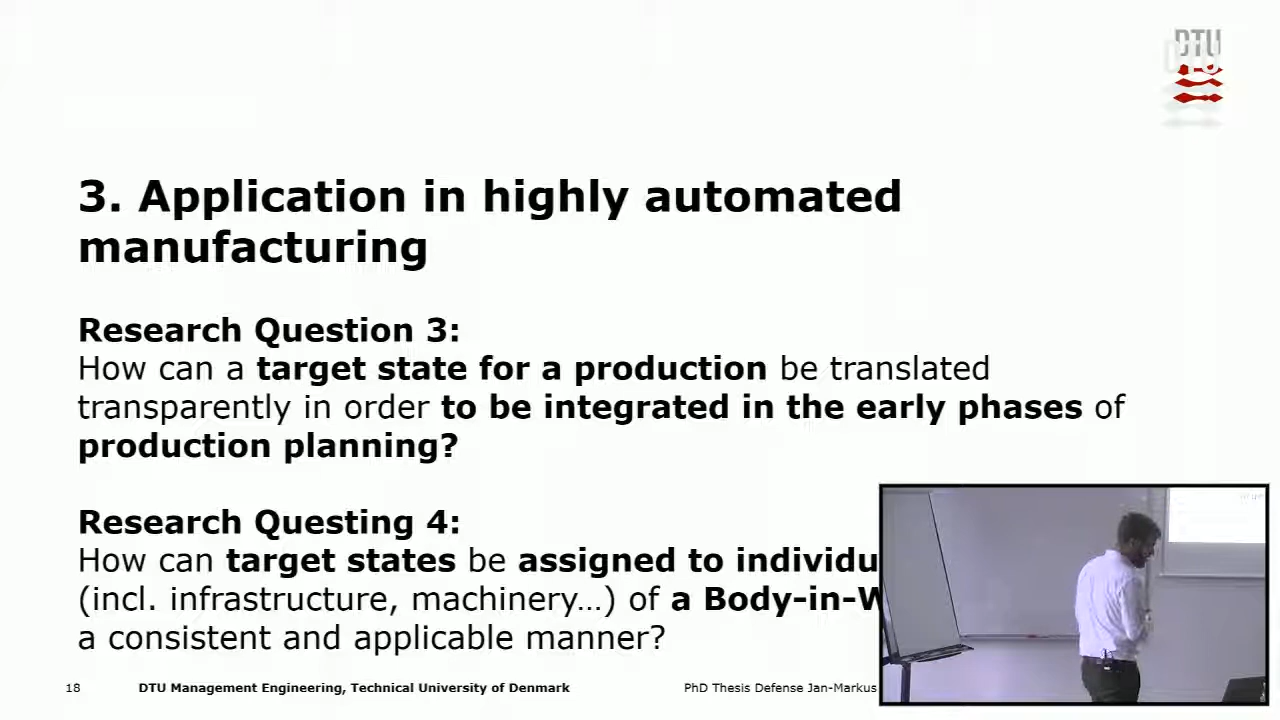 DTU
3. Application in highly automated
manufacturing
Research Question 3:
How can a target state for a production be translated
transparently in order to be integrated in the early phases of
production planning?
Research Questing 4:
How can target states be assigned to individu
(incl. infrastructure, machinery…) of a Body-in-W
a consistent and applicable manner?
18 DTU Management Engineering, Technical University of Denmark PhD Thesis Defense Jan-Markus